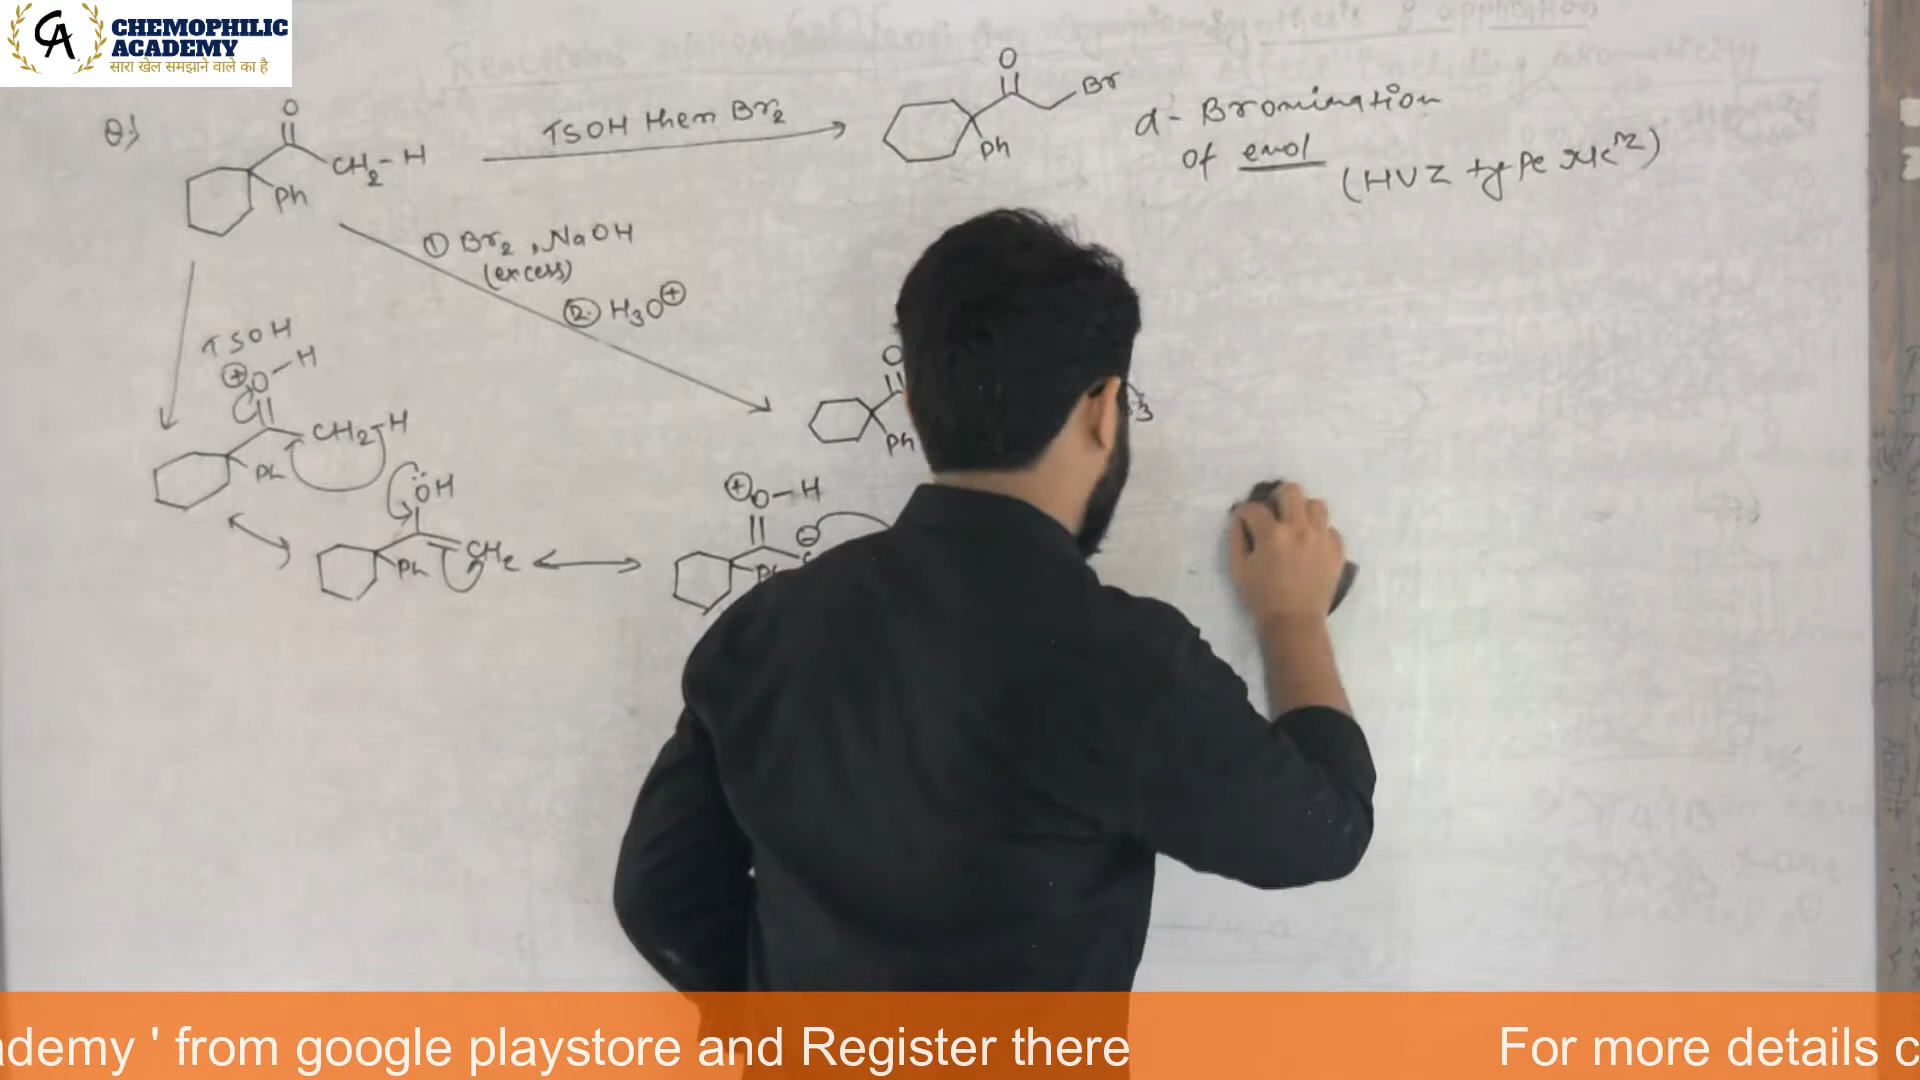 CHEMOPHILIC
ACADEMY
सारा खेल समझाने वाले का है
Q)
O
CH2-H
Ph
TSOH then Br2
O
Br
Ph
α- Bromination
of enol
(HVZ type rxn)
① Br2, NaOH
(excess)
② H3O⊕
TSOH
⊕O-H
CH2-H
Ph
ÖH
CH2
Ph
O
Ph
3
⊕O-H
⊖
ademy ' from google playstore and Register there
For more details c